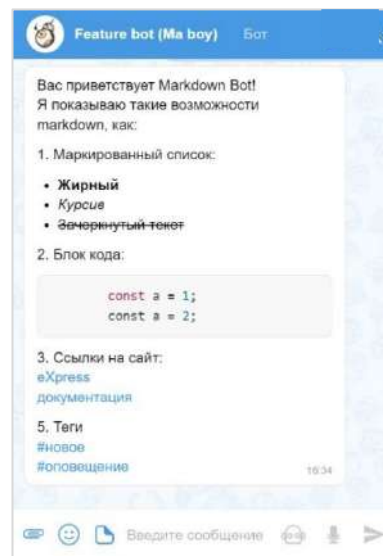 Feature bot (Ma boy) Бот
Вас приветствует Markdown Bot!
Я показываю такие возможности
markdown, как:
1. Маркированный список:
• Жирный
• Курсив
• Зачеркнутый текст
2. Блок кода:
const a = 1;
const a = 2;
3. Ссылки на сайт:
eXpress
документация
5. Теги
#новое
#оповещение
16:34
Введите сообщение